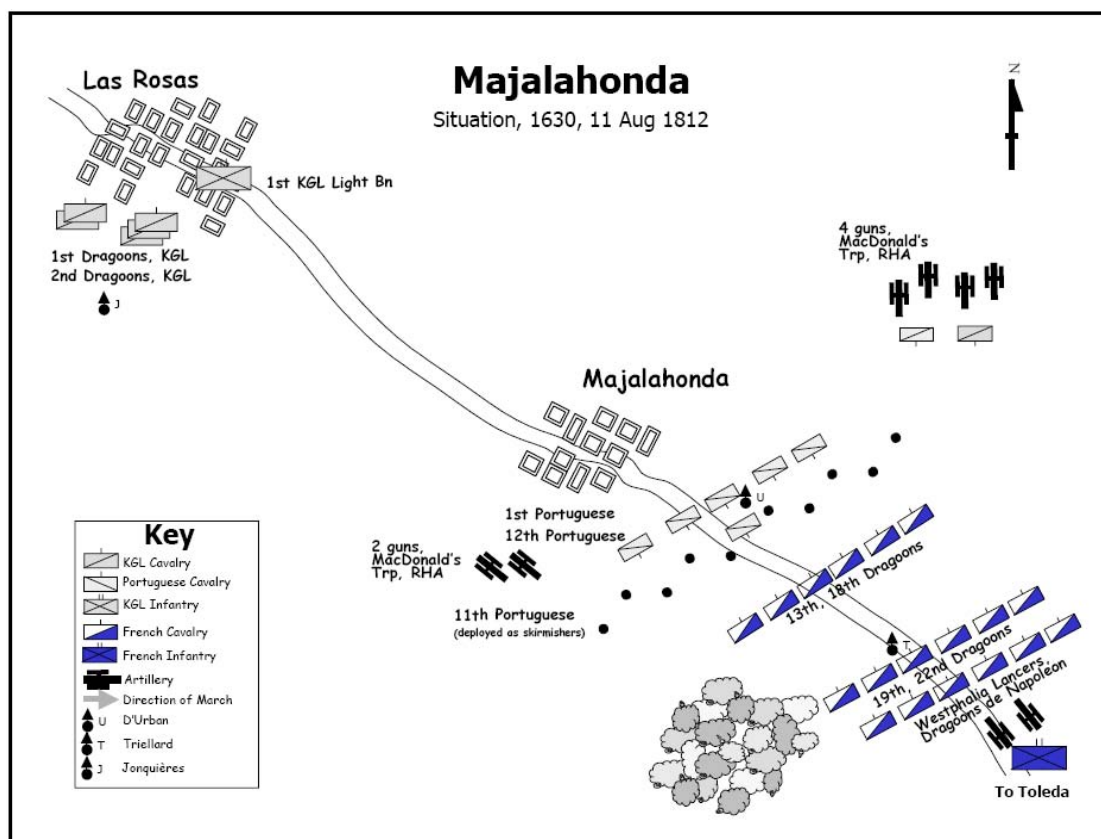 Majalahonda
Situation, 1630, 11 Aug 1812
N
Las Rosas
1st KGL Light Bn
1st Dragoons, KGL
2nd Dragoons, KGL
J
4 guns,
MacDonald's
Trp, RHA
Majalahonda
U
1st Portuguese
12th Portuguese
2 guns,
MacDonald's
Trp, RHA
11th Portuguese
(deployed as skirmishers)
13th, 18th Dragoons
T
19th, 22nd Dragoons
Westphalia Lancers,
Dragoons de Napoleon
To Toleda
Key
KGL Cavalry
Portuguese Cavalry
KGL Infantry
French Cavalry
French Infantry
Artillery
Direction of March
U D'Urban
T Triellard
J Jonquières